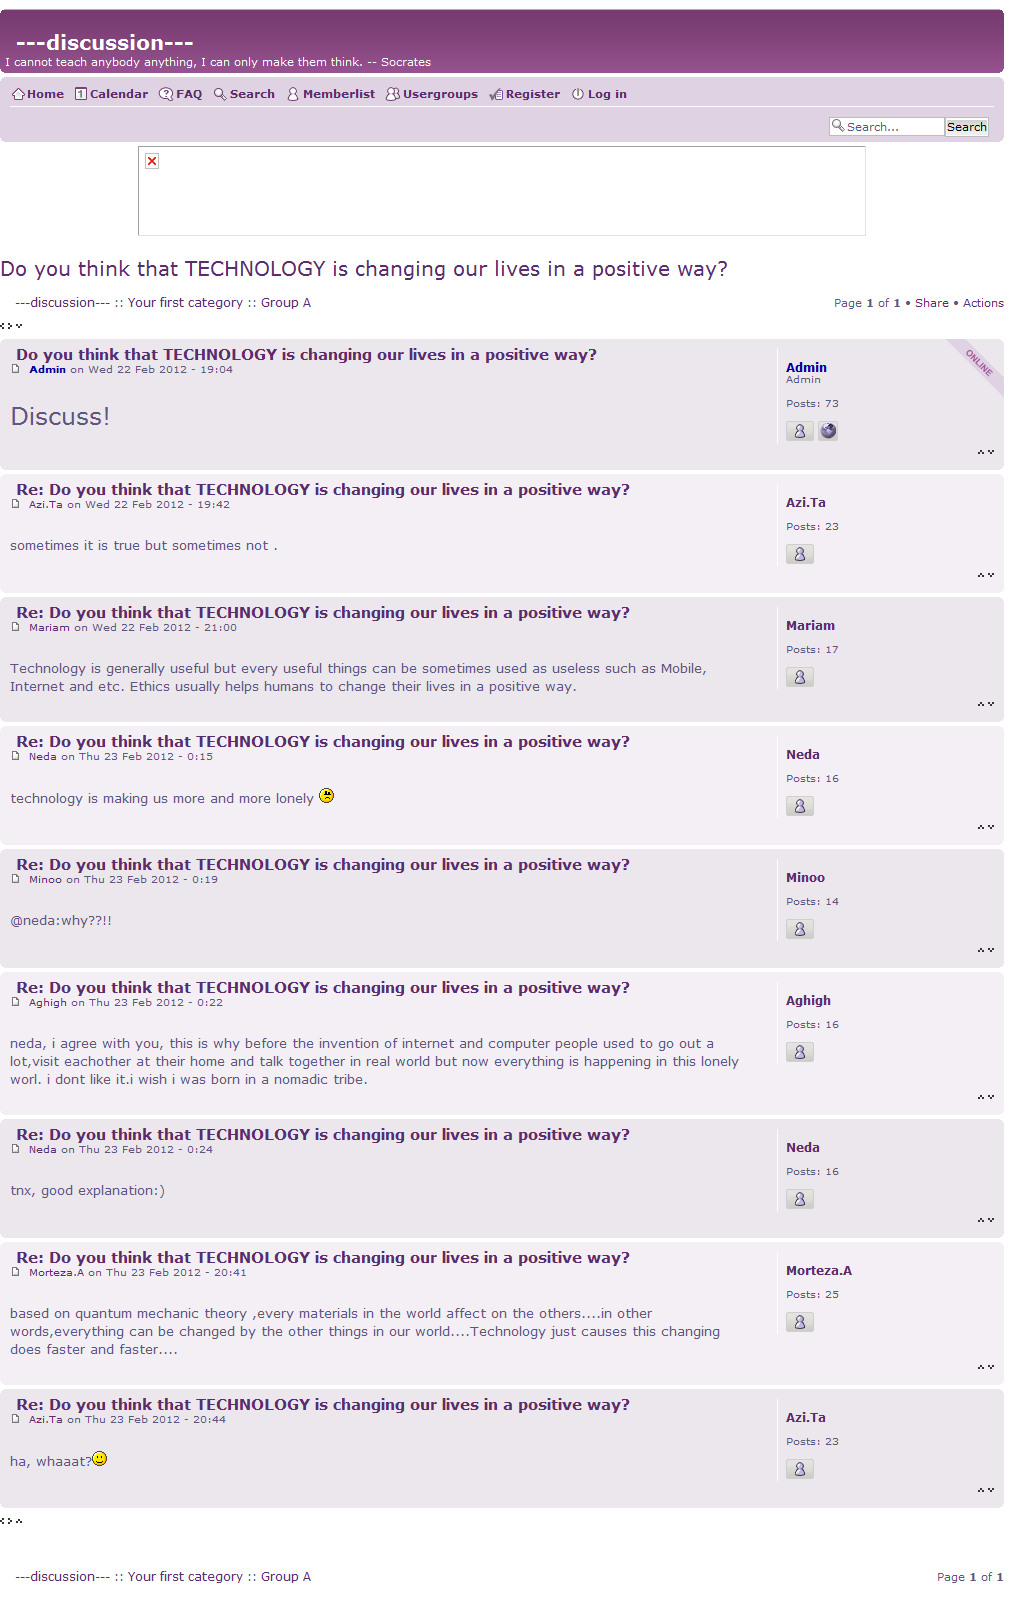 ---discussion---
I cannot teach anybody anything, I can only make them think. -- Socrates
Home Calendar FAQ Search Memberlist Usergroups Register Log in
Search... Search
Do you think that TECHNOLOGY is changing our lives in a positive way?
---discussion--- :: Your first category :: Group A
Page 1 of 1 • Share • Actions
Do you think that TECHNOLOGY is changing our lives in a positive way?
Admin on Wed 22 Feb 2012 - 19:04
Discuss!
Admin
Admin
Posts: 73
ONLINE
Re: Do you think that TECHNOLOGY is changing our lives in a positive way?
Azi.Ta on Wed 22 Feb 2012 - 19:42
sometimes it is true but sometimes not .
Azi.Ta
Posts: 23
Re: Do you think that TECHNOLOGY is changing our lives in a positive way?
Mariam on Wed 22 Feb 2012 - 21:00
Technology is generally useful but every useful things can be sometimes used as useless such as Mobile,
Internet and etc. Ethics usually helps humans to change their lives in a positive way.
Mariam
Posts: 17
Re: Do you think that TECHNOLOGY is changing our lives in a positive way?
Neda on Thu 23 Feb 2012 - 0:15
technology is making us more and more lonely
Neda
Posts: 16
Re: Do you think that TECHNOLOGY is changing our lives in a positive way?
Minoo on Thu 23 Feb 2012 - 0:19
@neda:why??!!
Minoo
Posts: 14
Re: Do you think that TECHNOLOGY is changing our lives in a positive way?
Aghigh on Thu 23 Feb 2012 - 0:22
neda, i agree with you, this is why before the invention of internet and computer people used to go out a
lot,visit eachother at their home and talk together in real world but now everything is happening in this lonely
worl. i dont like it.i wish i was born in a nomadic tribe.
Aghigh
Posts: 16
Re: Do you think that TECHNOLOGY is changing our lives in a positive way?
Neda on Thu 23 Feb 2012 - 0:24
tnx, good explanation:)
Neda
Posts: 16
Re: Do you think that TECHNOLOGY is changing our lives in a positive way?
Morteza.A on Thu 23 Feb 2012 - 20:41
based on quantum mechanic theory ,every materials in the world affect on the others....in other
words,everything can be changed by the other things in our world....Technology just causes this changing
does faster and faster....
Morteza.A
Posts: 25
Re: Do you think that TECHNOLOGY is changing our lives in a positive way?
Azi.Ta on Thu 23 Feb 2012 - 20:44
ha, whaaat?
Azi.Ta
Posts: 23
---discussion--- :: Your first category :: Group A
Page 1 of 1